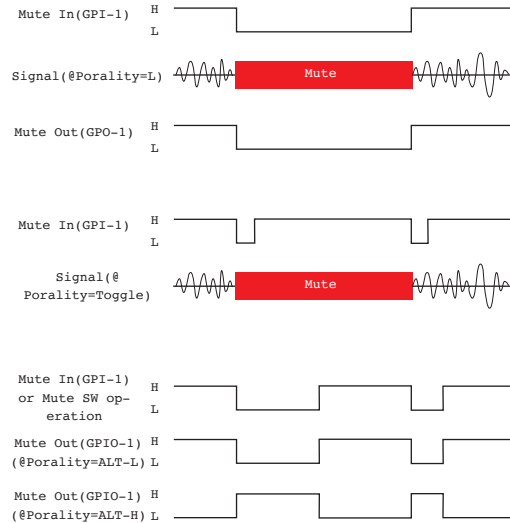 Mute In(GPI-1) H
L
Signal(@Porality=L) Mute
Mute Out(GPO-1) H
L
Mute In(GPI-1) H
L
Signal(@
Porality=Toggle)
Mute
Mute In(GPI-1)
or Mute SW op-
eration
H
L
Mute Out(GPIO-1) H
(@Porality=ALT-L) L
Mute Out(GPIO-1) H
(@Porality=ALT-H) L